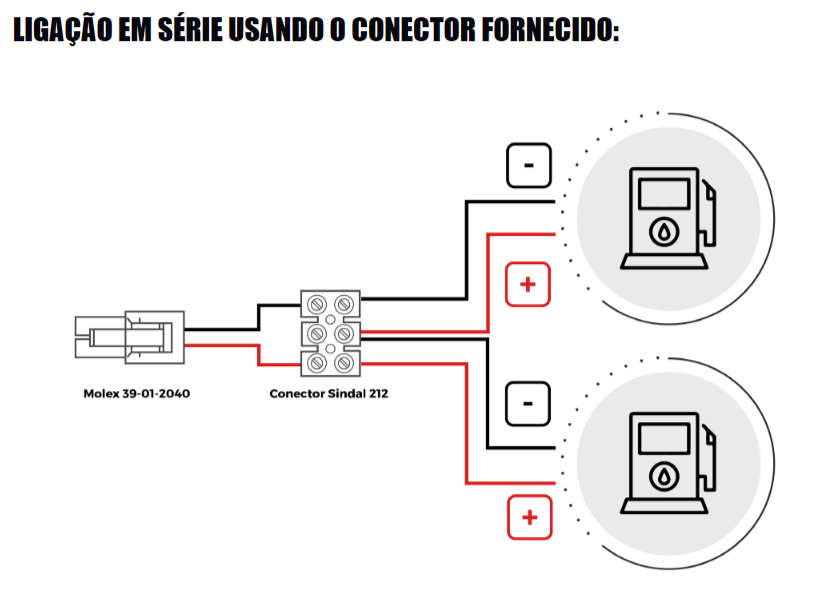 LIGAÇÃO EM SÉRIE USANDO O CONECTOR FORNECIDO:
-
+
Molex 39-01-2040
Conector Sindal 212
-
+